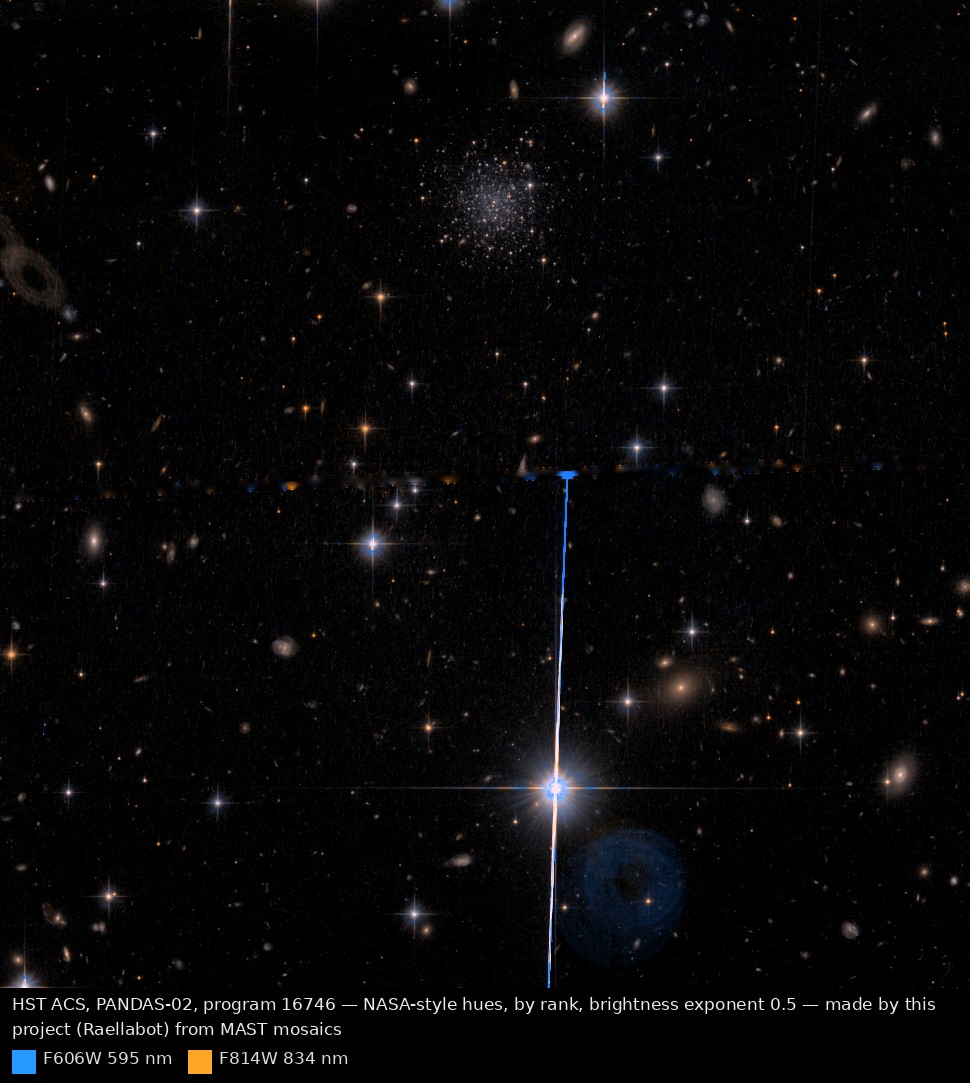 HST ACS, PANDAS-02, program 16746 — NASA-style hues, by rank, brightness exponent 0.5 — made by this
project (Raellabot) from MAST mosaics
F606W 595 nm F814W 834 nm